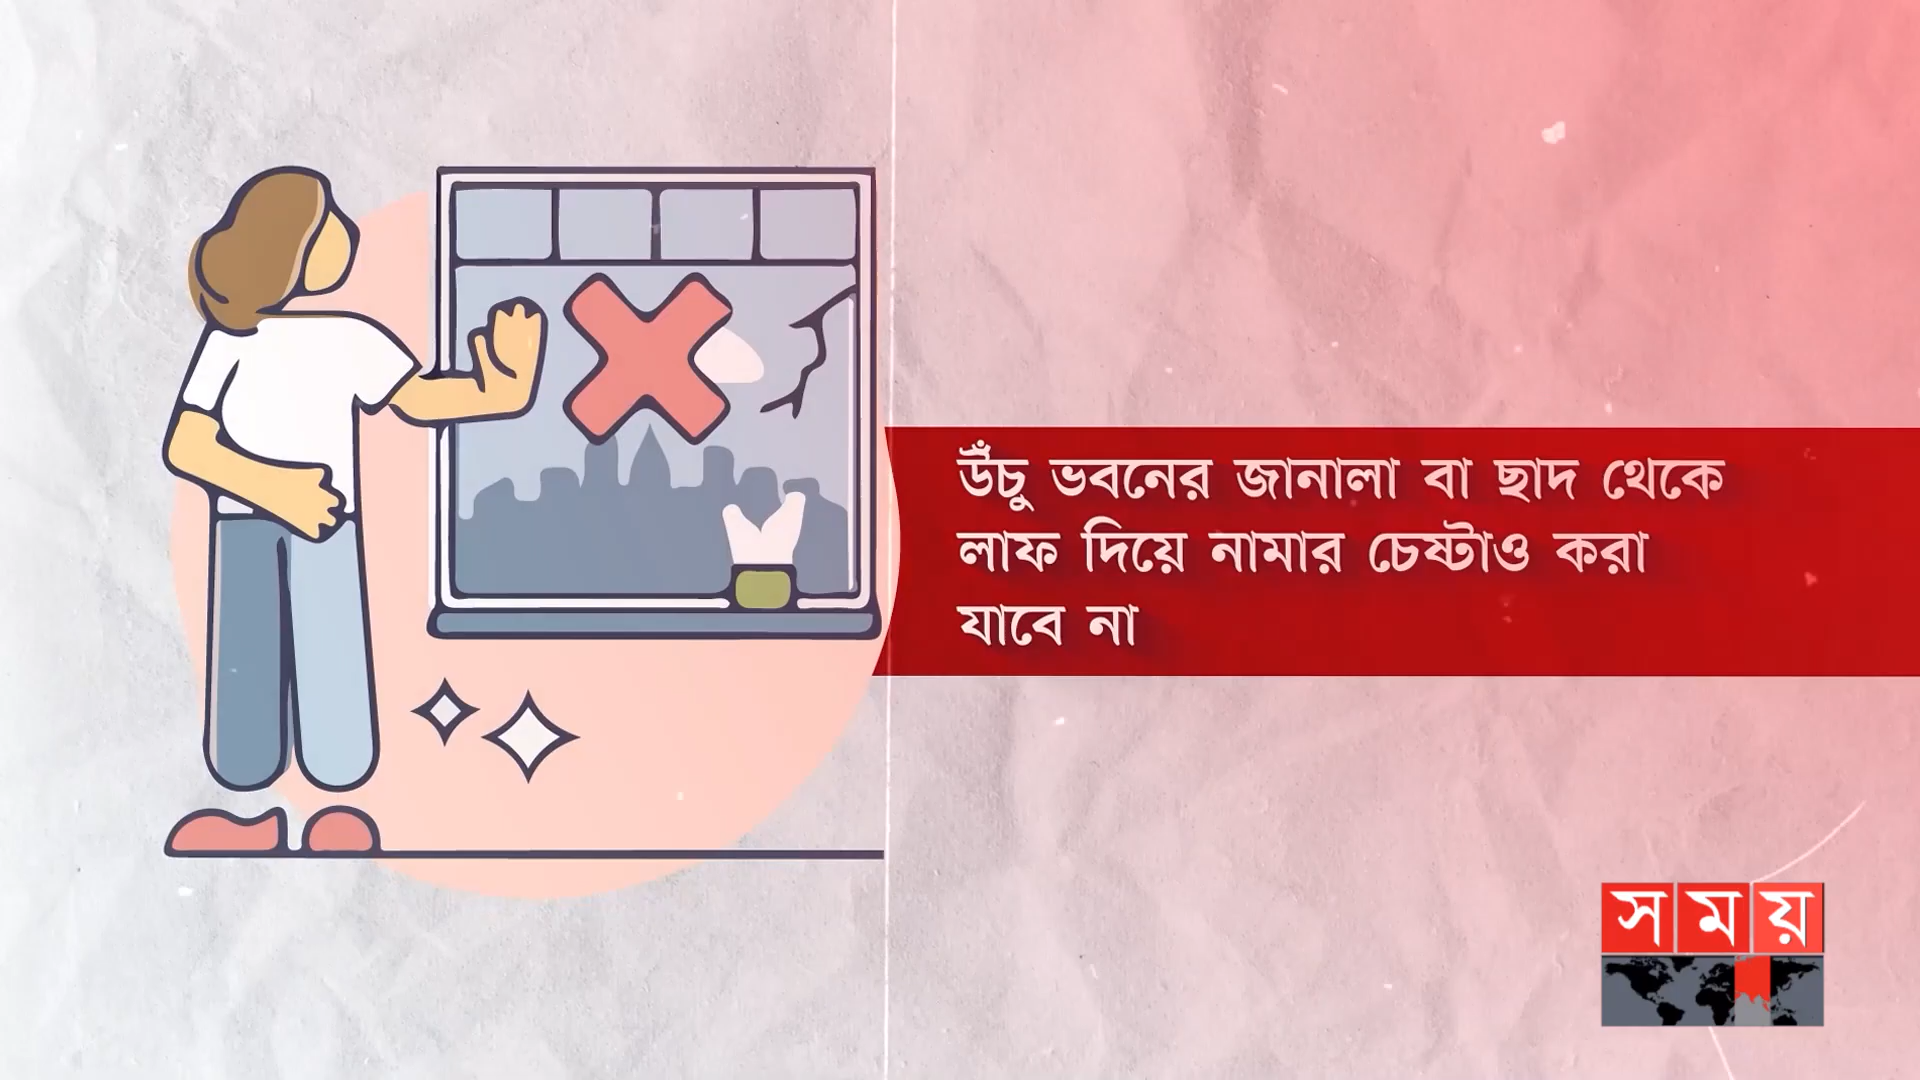 উঁচু ভবনের জানালা বা ছাদ থেকে
লাফ দিয়ে নামার চেষ্টাও করা
যাবে না
সময়